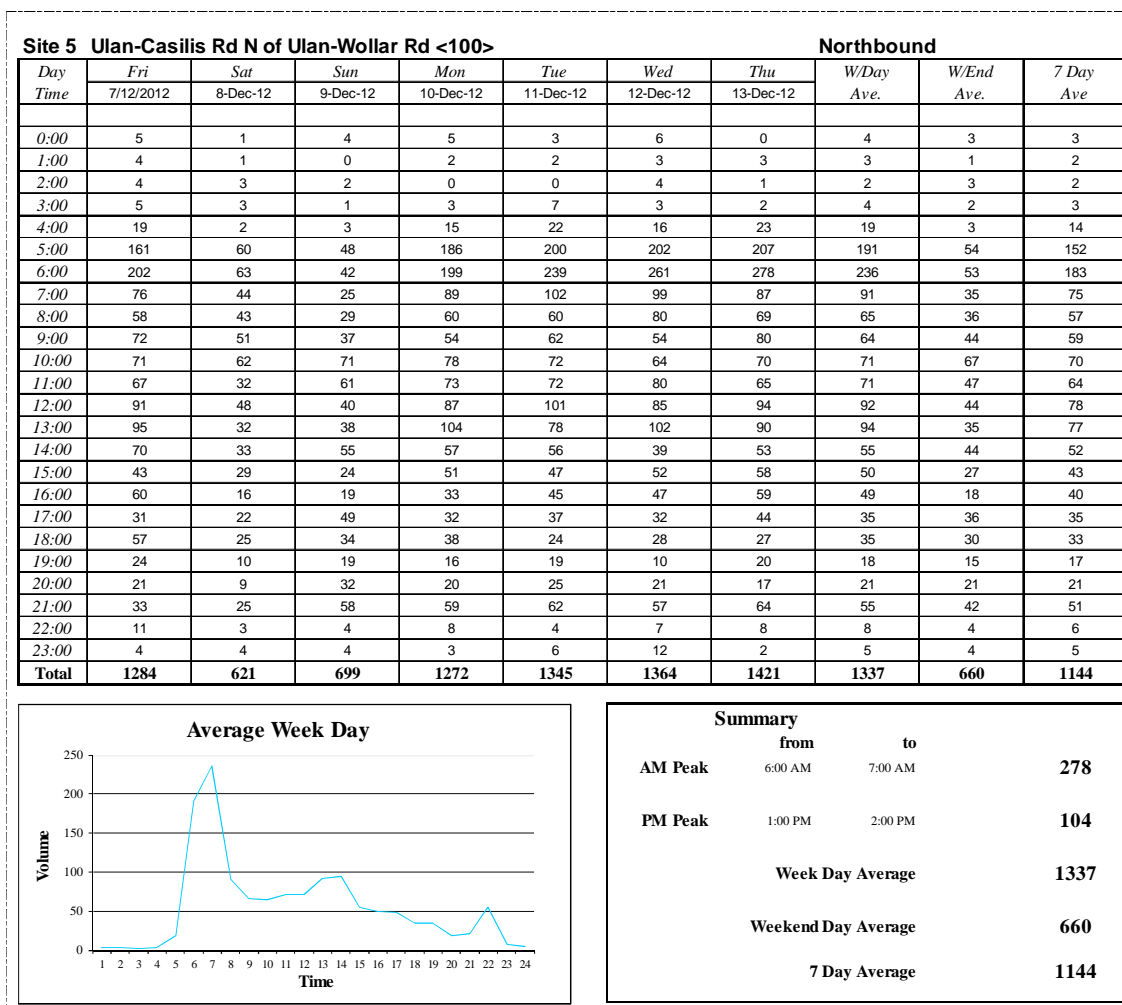 Site 5 Ulan-Casilis Rd N of Ulan-Wollar Rd <100> Northbound
Day Fri Sat Sun Mon Tue Wed Thu W/Day W/End 7 Day
Time 7/12/2012 8-Dec-12 9-Dec-12 10-Dec-12 11-Dec-12 12-Dec-12 13-Dec-12 Ave. Ave. Ave
0:00 5 1 4 5 3 6 0 4 3 3
1:00 4 1 0 2 2 3 3 3 1 2
2:00 4 3 2 0 0 4 1 2 3 2
3:00 5 3 1 3 7 3 2 4 2 3
4:00 19 2 3 15 22 16 23 19 3 14
5:00 161 60 48 186 200 202 207 191 54 152
6:00 202 63 42 199 239 261 278 236 53 183
7:00 76 44 25 89 102 99 87 91 35 75
8:00 58 43 29 60 60 80 69 65 36 57
9:00 72 51 37 54 62 54 80 64 44 59
10:00 71 62 71 78 72 64 70 71 67 70
11:00 67 32 61 73 72 80 65 71 47 64
12:00 91 48 40 87 101 85 94 92 44 78
13:00 95 32 38 104 78 102 90 94 35 77
14:00 70 33 55 57 56 39 53 55 44 52
15:00 43 29 24 51 47 52 58 50 27 43
16:00 60 16 19 33 45 47 59 49 18 40
17:00 31 22 49 32 37 32 44 35 36 35
18:00 57 25 34 38 24 28 27 35 30 33
19:00 24 10 19 16 19 10 20 18 15 17
20:00 21 9 32 20 25 21 17 21 21 21
21:00 33 25 58 59 62 57 64 55 42 51
22:00 11 3 4 8 4 7 8 8 4 6
23:00 4 4 4 3 6 12 2 5 4 5
Total 1284 621 699 1272 1345 1364 1421 1337 660 1144
Average Week Day
250
200
150
100
50
0
Volume
1 2 3 4 5 6 7 8 9 10 11 12 13 14 15 16 17 18 19 20 21 22 23 24
Time
Summary
from to
AM Peak 6:00 AM 7:00 AM 278
PM Peak 1:00 PM 2:00 PM 104
Week Day Average 1337
Weekend Day Average 660
7 Day Average 1144